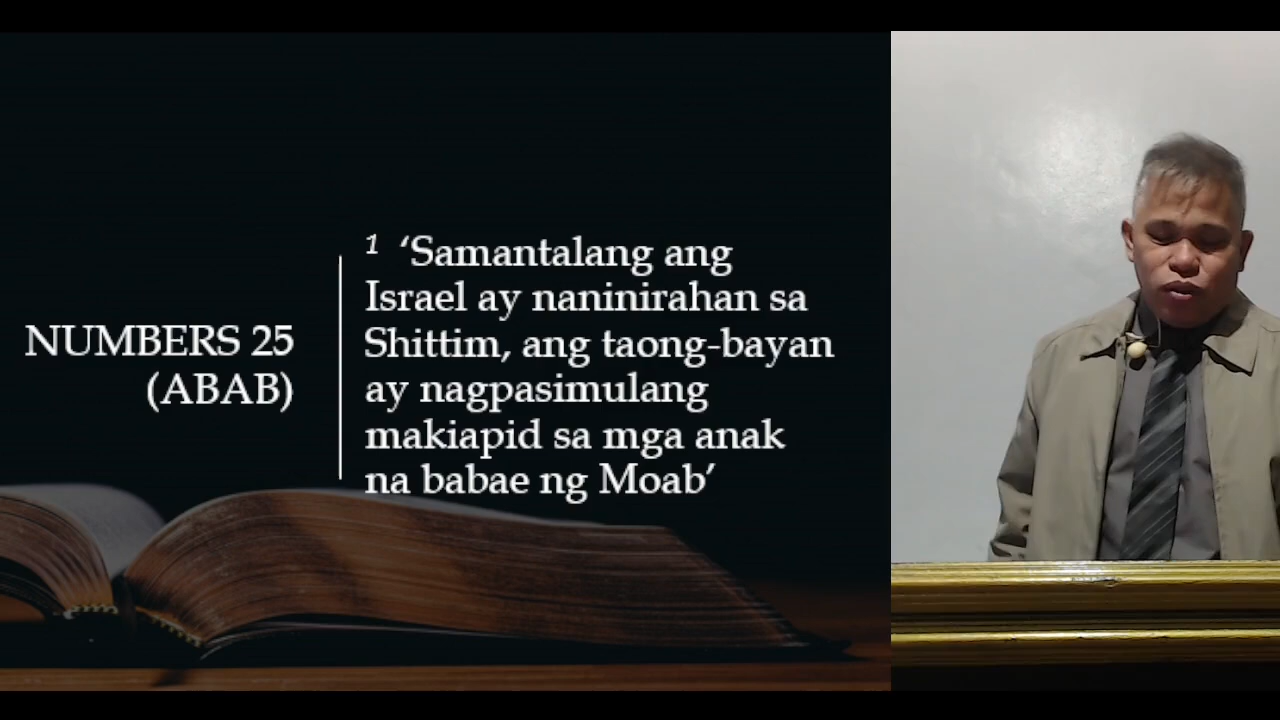 NUMBERS 25
(ABAB)
1 ‘Samantalang ang
Israel ay naninirahan sa
Shittim, ang taong-bayan
ay nagpasimulang
makiapid sa mga anak
na babae ng Moab’